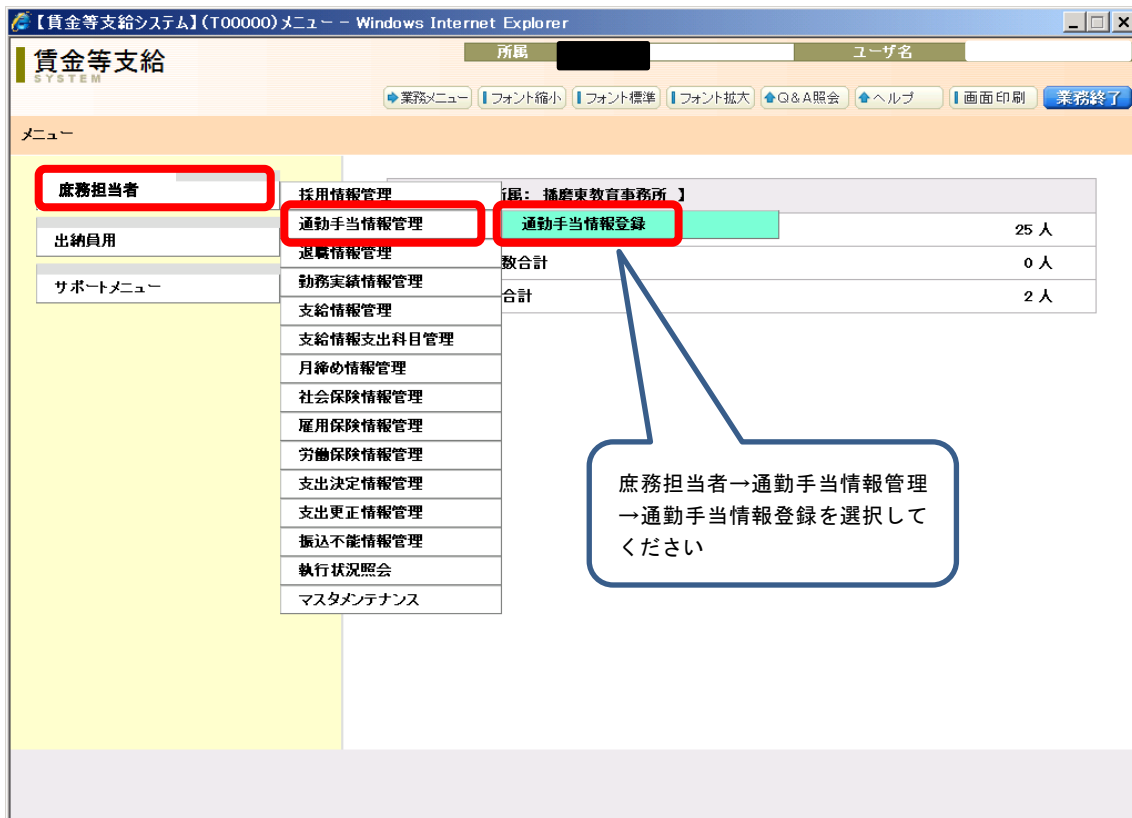 【賃金等支給システム】(T00000)メニュー - Windows Internet Explorer
賃金等支給
SYSTEM
所属
ユーザ名
業務メニュー
フォント縮小
フォント標準
フォント拡大
Q&A照会
ヘルプ
画面印刷
業務終了
メニュー
庶務担当者
出納員用
サポートメニュー
採用情報管理
通勤手当情報管理
退職情報管理
勤務実績情報管理
支給情報管理
支給情報支出科目管理
月締め情報管理
社会保険情報管理
雇用保険情報管理
労働保険情報管理
支出決定情報管理
支出更正情報管理
振込不能情報管理
執行状況照会
マスタメンテナンス
通勤手当情報登録
属: 播磨東教育事務所 】
25 人
数合計
0 人
合計
2 人
庶務担当者→通勤手当情報管理
→通勤手当情報登録を選択して
ください